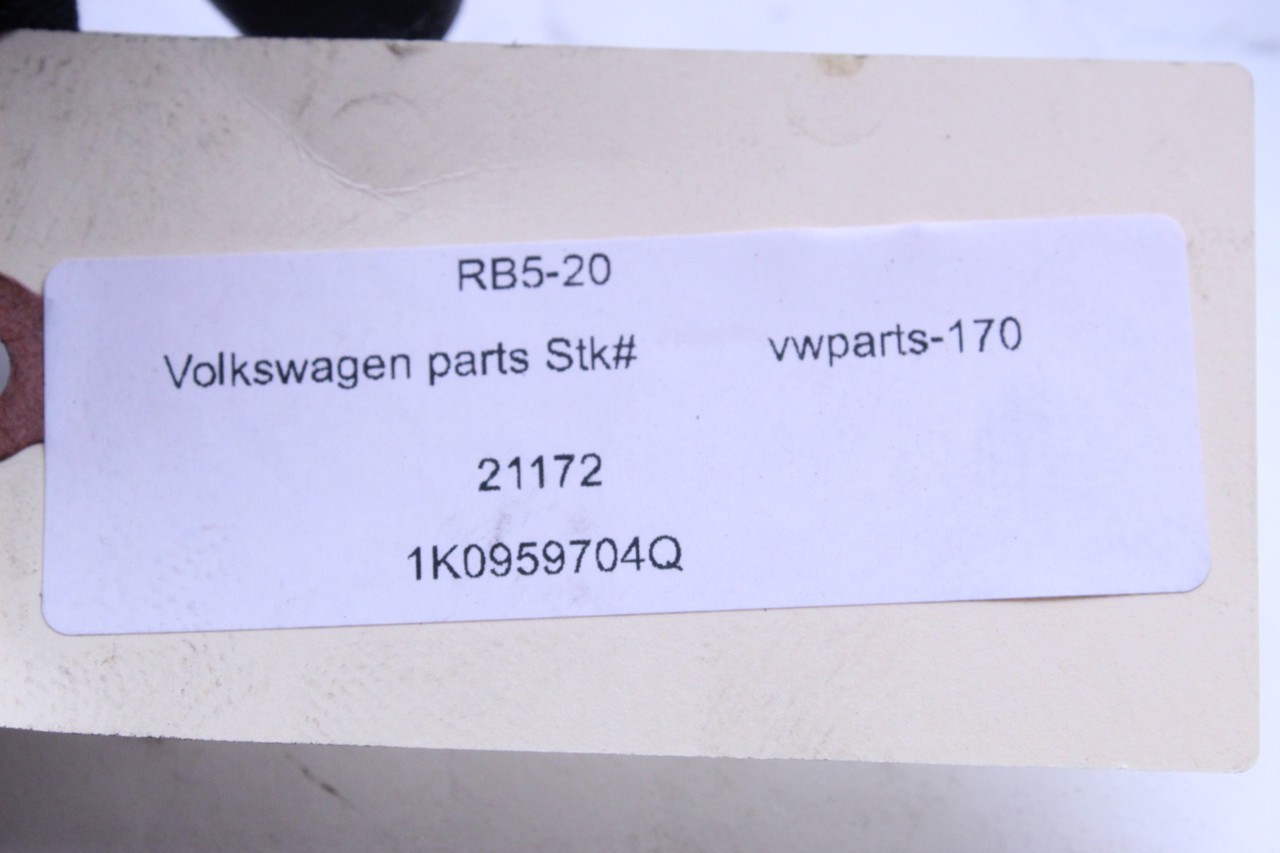 RB5-20
Volkswagen parts Stk# vwparts-170
21172
1K0959704Q